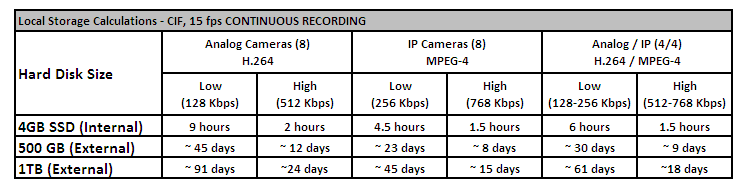 Local Storage Calculations - CIF, 15 fps CONTINUOUS RECORDING
Hard Disk Size Analog Cameras (8) IP Cameras (8) Analog / IP (4/4)
H.264 MPEG-4 H.264 / MPEG-4
Low High Low High Low High
(128 Kbps) (512 Kbps) (256 Kbps) (768 Kbps) (128-256 Kbps) (512-768 Kbps)
4GB SSD (Internal) 9 hours 2 hours 4.5 hours 1.5 hours 6 hours 1.5 hours
500 GB (External) ~ 45 days ~ 12 days ~ 23 days ~ 8 days ~ 30 days ~ 9 days
1TB (External) ~ 91 days ~24 days ~ 45 days ~ 15 days ~ 61 days ~18 days